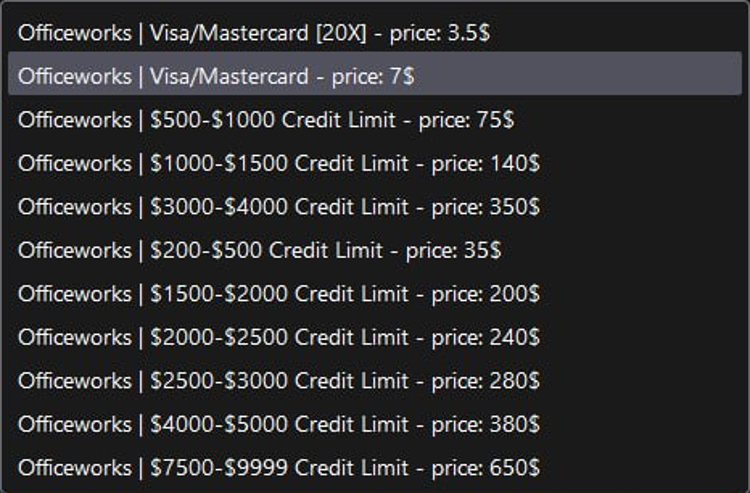 Officeworks | Visa/Mastercard [20X] - price: 3.5$
Officeworks | Visa/Mastercard - price: 7$
Officeworks | $500-$1000 Credit Limit - price: 75$
Officeworks | $1000-$1500 Credit Limit - price: 140$
Officeworks | $3000-$4000 Credit Limit - price: 350$
Officeworks | $200-$500 Credit Limit - price: 35$
Officeworks | $1500-$2000 Credit Limit - price: 200$
Officeworks | $2000-$2500 Credit Limit - price: 240$
Officeworks | $2500-$3000 Credit Limit - price: 280$
Officeworks | $4000-$5000 Credit Limit - price: 380$
Officeworks | $7500-$9999 Credit Limit - price: 650$